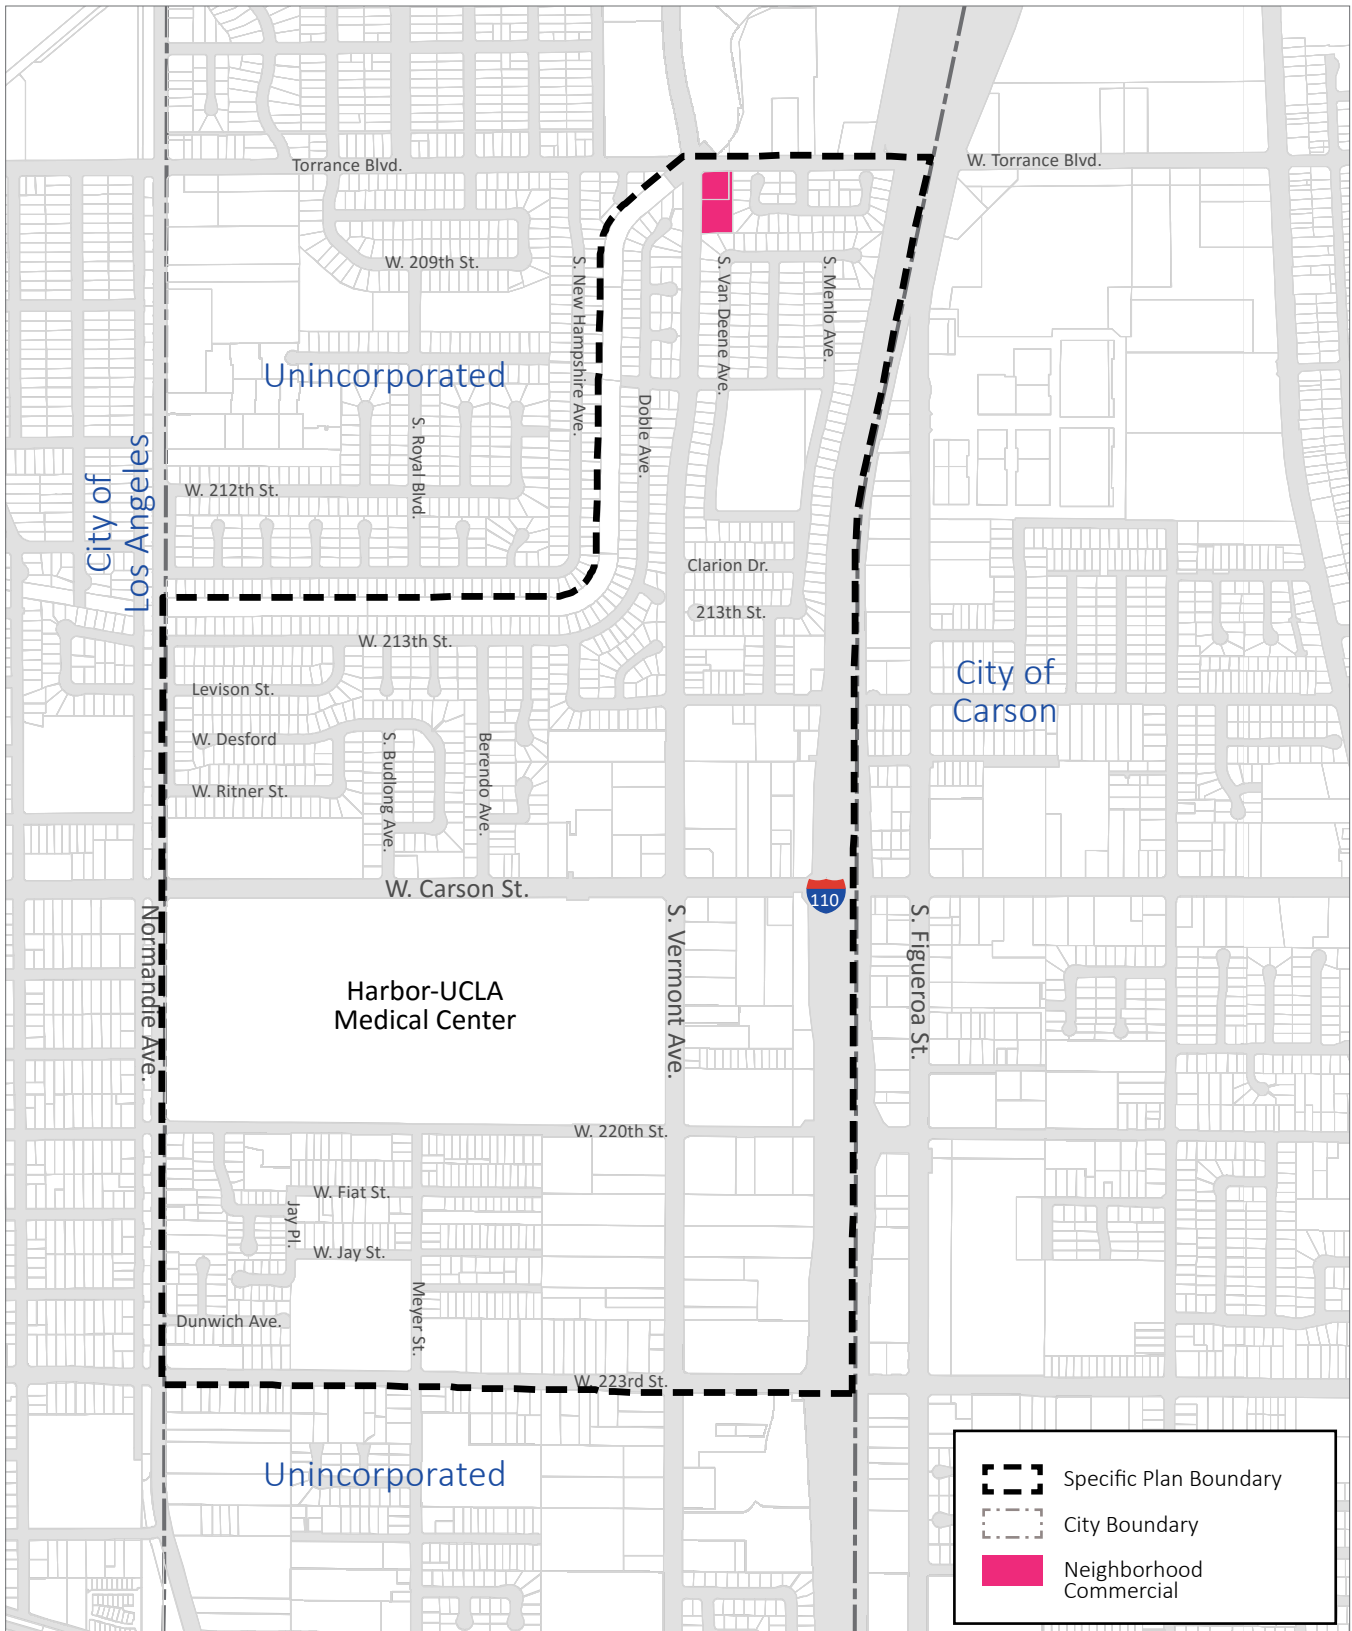 Torrance Blvd.
W. Torrance Blvd.
W. 209th St.
S. New Hampshire Ave.
S. Van Deene Ave.
S. Menlo Ave.
Unincorporated
Doble Ave.
S. Royal Blvd.
City of
Los Angeles
W. 212th St.
Clarion Dr.
213th St.
W. 213th St.
City of
Carson
Levison St.
W. Desford
S. Budlong Ave.
Berendo Ave.
W. Ritner St.
W. Carson St.
110
Normandie Ave.
S. Vermont Ave.
S. Figueroa St.
Harbor-UCLA
Medical Center
W. 220th St.
W. Fiat St.
Jay Pl.
W. Jay St.
Meyer St.
Dunwich Ave.
W. 223rd St.
Unincorporated
Specific Plan Boundary
City Boundary
Neighborhood
Commercial